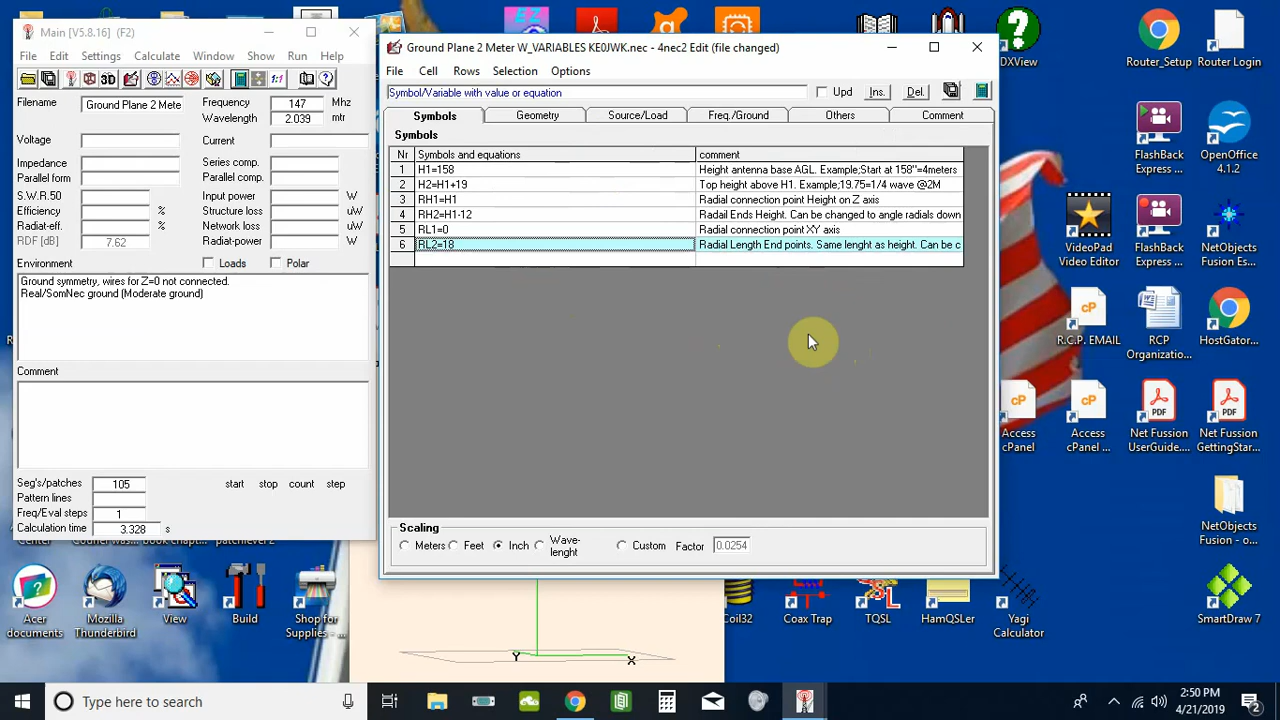 Main [V5.8.16] (F2)
File Edit Settings Calculate Window Show Run Help
3D 1:1
Filename Ground Plane 2 Mete Frequency 147 Mhz
Wavelength 2.039 mtr
Voltage Current
Impedance Series comp.
Parallel form Parallel comp.
S.W.R.50 Input power W
Efficiency % Structure loss uW
Radiat-eff. % Network loss uW
RDF [dB] 7.62 Radiat-power W
Environment Loads Polar
Ground symmetry, wires for Z=0 not connected.
Real/SomNec ground (Moderate ground)
Comment
Seg's/patches 105 start stop count step
Pattern lines
Freq/Eval steps 1
Calculation time 3.328 s
Ground Plane 2 Meter W_VARIABLES KE0JWK.nec - 4nec2 Edit (file changed)
File Cell Rows Selection Options
Symbol/Variable with value or equation Upd Ins. Del.
Symbols Geometry Source/Load Freq./Ground Others Comment
Symbols
Nr Symbols and equations comment
1 H1=158 Height antenna base AGL. Example;Start at 158"=4meters
2 H2=H1+19 Top height above H1. Example;19.75=1/4 wave @2M
3 RH1=H1 Radial connection point Height on Z axis
4 RH2=H1-12 Radail Ends Height. Can be changed to angle radials down
5 RL1=0 Radial connection point XY axis
6 RL2=18 Radial Length End points. Same lenght as height. Can be c
Scaling
Meters Feet Inch Wave-lenght Custom Factor 0.0254
Y X
DXView
Router_Setup
Router Login
FlashBack Express ...
OpenOffice 4.1.2
VideoPad Video Editor
FlashBack Express ...
NetObjects Fusion Es...
R.C.P. EMAIL
RCP Organizatio...
HostGator...
cP
cP
PDF
PDF
Access cPanel
Access cPanel
Net Fussion UserGuide....
Net Fussion GettingStar...
NetObjects Fusion - o...
Acer documents
Mozilla Thunderbird
View
Build
Shop for Supplies - ...
Coil32
Coax Trap
TQSL
HamQSLer
Yagi Calculator
SmartDraw 7
Type here to search
2:50 PM
4/21/2019
2